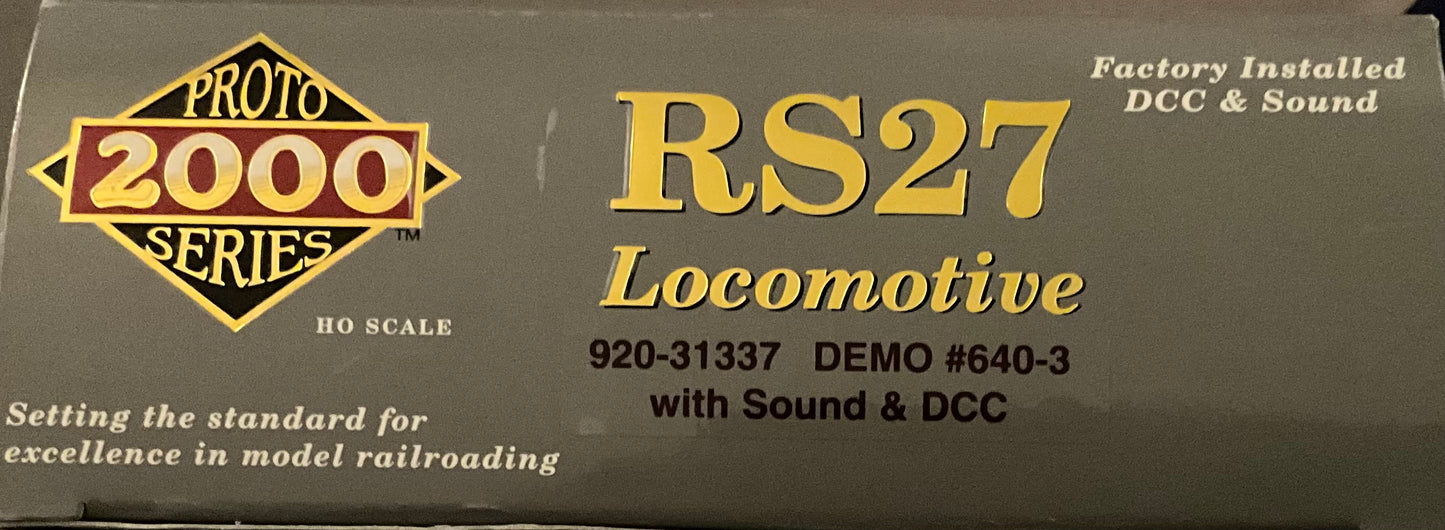 PROTO
2000
SERIES
TM
HO SCALE
Setting the standard for
excellence in model railroading
RS27
Locomotive
920-31337 DEMO #640-3
with Sound & DCC
Factory Installed
DCC & Sound